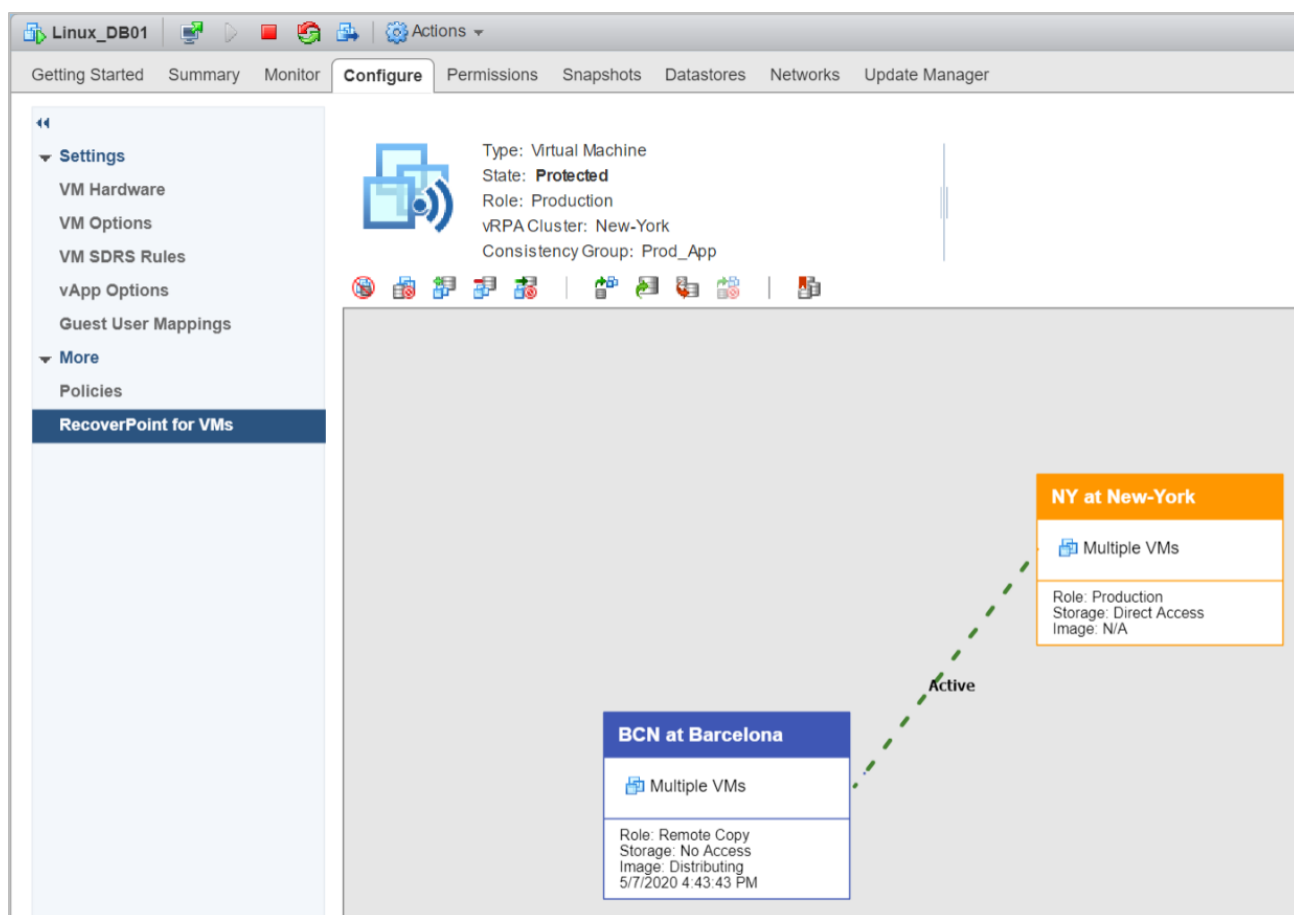 Linux_DB01 Actions
Getting Started Summary Monitor Configure Permissions Snapshots Datastores Networks Update Manager
Settings
VM Hardware
VM Options
VM SDRS Rules
vApp Options
Guest User Mappings
More
Policies
RecoverPoint for VMs
Type: Virtual Machine
State: Protected
Role: Production
vRPA Cluster: New-York
Consistency Group: Prod_App
NY at New-York
Multiple VMs
Role: Production
Storage: Direct Access
Image: N/A
Active
BCN at Barcelona
Multiple VMs
Role: Remote Copy
Storage: No Access
Image: Distributing
5/7/2020 4:43:43 PM